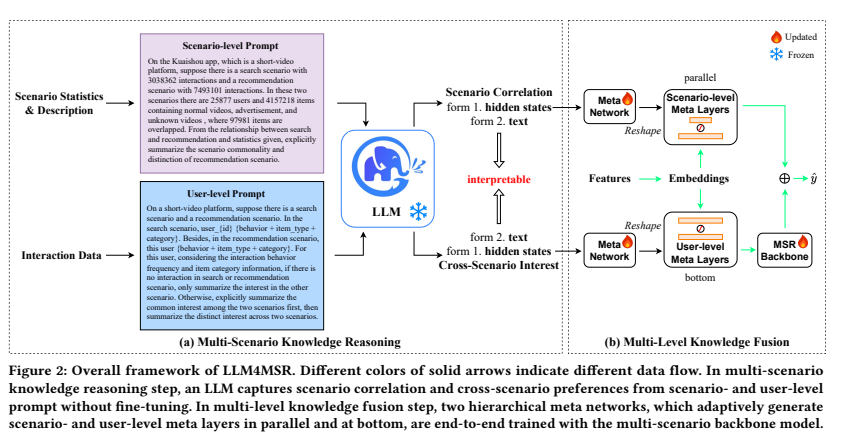 Scenario-level Prompt
On the Kuaishou app, which is a short-video
platform, suppose there is a search scenario with
3038362 interactions and a recommendation
scenario with 7493101 interactions. In these two
scenarios there are 25877 users and 4157218 items
containing normal videos, advertisement, and
unknown videos , where 97981 items are
overlapped. From the relationship between search
and recommendation and statistics given, explicitly
summarize the scenario commonality and
distinction of recommendation scenario.
Scenario Statistics
& Description
User-level Prompt
On a short-video platform, suppose there is a search
scenario and a recommendation scenario. In the
search scenario, user_{id} {behavior + item_type +
category}. Besides, in the recommendation scenario,
this user {behavior + item_type + category}. For
this user, considering the interaction behavior
frequency and item category information, if there is
no interaction in search or recommendation
scenario, only summarize the interest in the other
scenario. Otherwise, explicitly summarize the
common interest among the two scenarios first, then
summarize the distinct interest across two scenarios.
Interaction Data
LLM
Scenario Correlation
form 1. hidden states
form 2. text
interpretable
form 2. text
form 1. hidden states
Cross-Scenario Interest
(a) Multi-Scenario Knowledge Reasoning
Updated
Frozen
parallel
Meta
Network
Reshape
Scenario-level
Meta Layers
Features
Embeddings
⊕
ŷ
Meta
Network
Reshape
User-level
Meta Layers
bottom
MSR
Backbone
(b) Multi-Level Knowledge Fusion
Figure 2: Overall framework of LLM4MSR. Different colors of solid arrows indicate different data flow. In multi-scenario
knowledge reasoning step, an LLM captures scenario correlation and cross-scenario preferences from scenario- and user-level
prompt without fine-tuning. In multi-level knowledge fusion step, two hierarchical meta networks, which adaptively generate
scenario- and user-level meta layers in parallel and at bottom, are end-to-end trained with the multi-scenario backbone model.